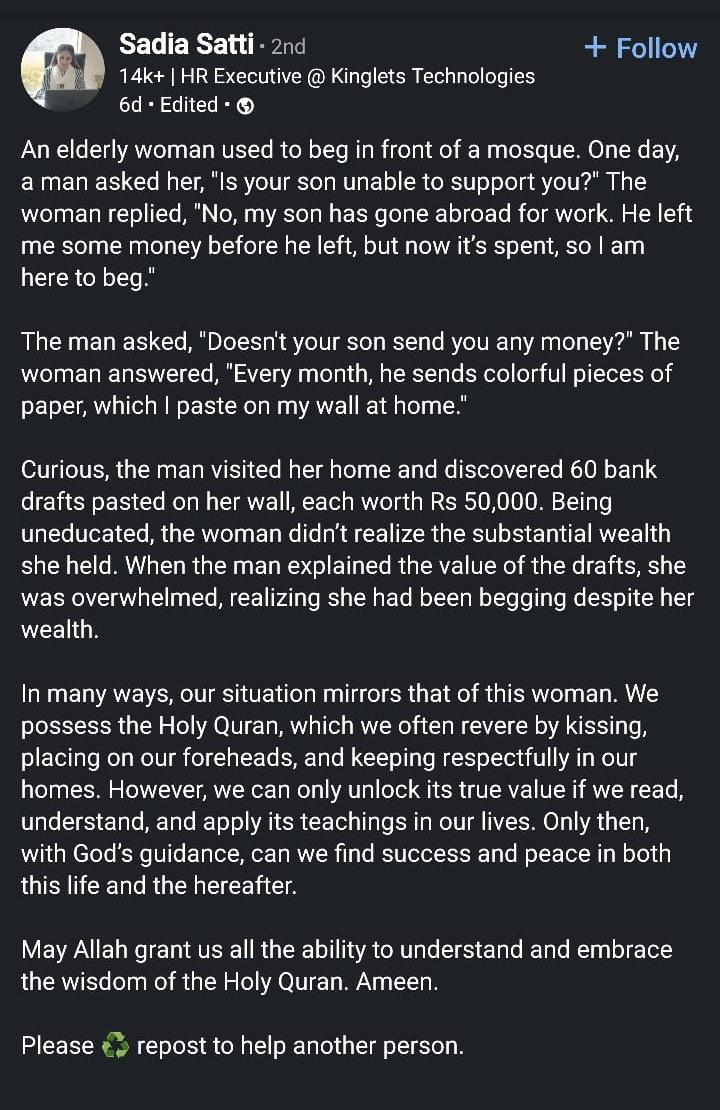 Sadia Satti · 2nd
+ Follow
14k+ | HR Executive @ Kinglets Technologies
6d • Edited •
An elderly woman used to beg in front of a mosque. One day,
a man asked her, "Is your son unable to support you?" The
woman replied, "No, my son has gone abroad for work. He left
me some money before he left, but now it’s spent, so I am
here to beg."
The man asked, "Doesn't your son send you any money?" The
woman answered, "Every month, he sends colorful pieces of
paper, which I paste on my wall at home."
Curious, the man visited her home and discovered 60 bank
drafts pasted on her wall, each worth Rs 50,000. Being
uneducated, the woman didn’t realize the substantial wealth
she held. When the man explained the value of the drafts, she
was overwhelmed, realizing she had been begging despite her
wealth.
In many ways, our situation mirrors that of this woman. We
possess the Holy Quran, which we often revere by kissing,
placing on our foreheads, and keeping respectfully in our
homes. However, we can only unlock its true value if we read,
understand, and apply its teachings in our lives. Only then,
with God’s guidance, can we find success and peace in both
this life and the hereafter.
May Allah grant us all the ability to understand and embrace
the wisdom of the Holy Quran. Ameen.
Please ♻️ repost to help another person.